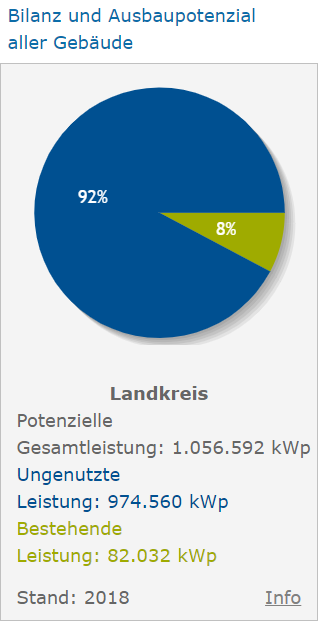 Bilanz und Ausbaupotenzial
aller Gebäude
92%
8%
Landkreis
Potenzielle
Gesamtleistung: 1.056.592 kWp
Ungenutzte
Leistung: 974.560 kWp
Bestehende
Leistung: 82.032 kWp
Stand: 2018 Info